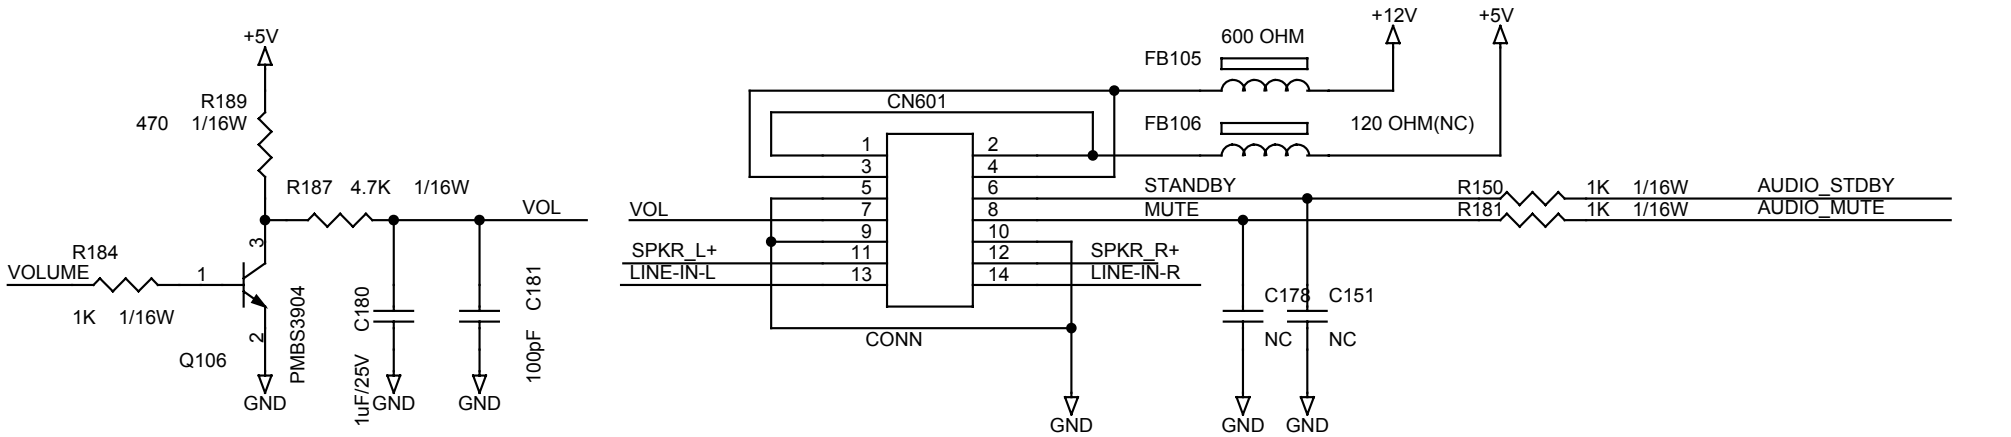 +5V
R189
470 1/16W
R187 4.7K 1/16W
VOL
3
R184
VOLUME
1
1K 1/16W
2
Q106
PMBS3904
GND
C180
1uF/25V
GND
C181
100pF
GND
+12V +5V
600 OHM
FB105
CN601
FB106 120 OHM(NC)
1 2
3 4
5 6
7 8
9 10
11 12
13 14
VOL
SPKR_L+
LINE-IN-L
CONN
STANDBY
MUTE
SPKR_R+
LINE-IN-R
R150 1K 1/16W AUDIO_STDBY
R181 1K 1/16W AUDIO_MUTE
C178 C151
NC NC
GND GND GND